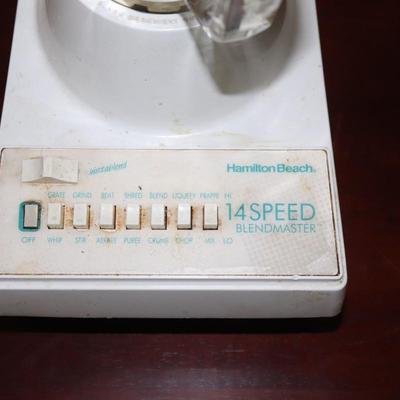 instablend
Hamilton Beach®
GRATE GRIND BEAT SHRED BLEND LIQUEFY FRAPPE HI
14 SPEED
BLENDMASTER
OFF WHIP STIR AERATE PUREE CRUMB CHOP MIX LO